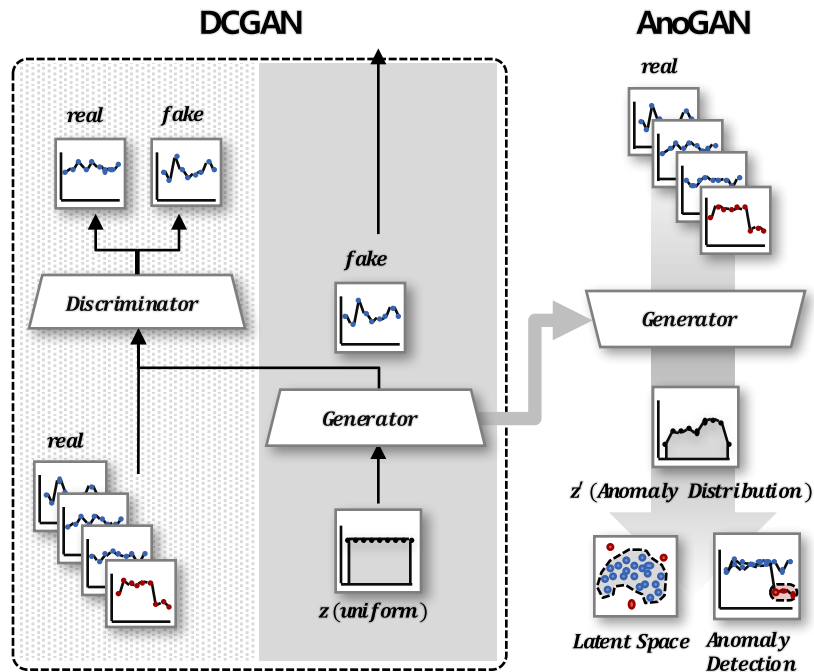 DCGAN
AnoGAN
real
fake
Discriminator
real
fake
Generator
z (uniform)
real
Generator
z' (Anomaly Distribution)
Latent Space
Anomaly
Detection